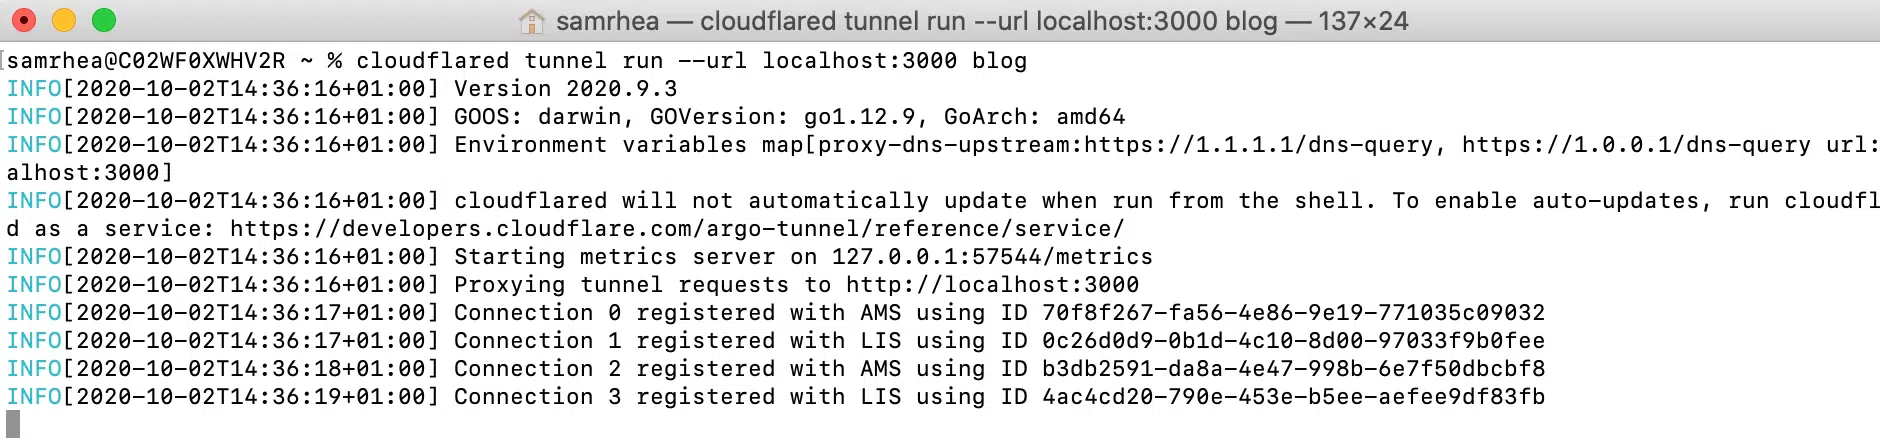 samrhea — cloudflared tunnel run --url localhost:3000 blog — 137×24
[samrhea@C02WF0XWHV2R ~ % cloudflared tunnel run --url localhost:3000 blog
INFO[2020-10-02T14:36:16+01:00] Version 2020.9.3
INFO[2020-10-02T14:36:16+01:00] GOOS: darwin, GOVersion: go1.12.9, GoArch: amd64
INFO[2020-10-02T14:36:16+01:00] Environment variables map[proxy-dns-upstream:https://1.1.1.1/dns-query, https://1.0.0.1/dns-query url:
alhost:3000]
INFO[2020-10-02T14:36:16+01:00] cloudflared will not automatically update when run from the shell. To enable auto-updates, run cloudfl
d as a service: https://developers.cloudflare.com/argo-tunnel/reference/service/
INFO[2020-10-02T14:36:16+01:00] Starting metrics server on 127.0.0.1:57544/metrics
INFO[2020-10-02T14:36:16+01:00] Proxying tunnel requests to http://localhost:3000
INFO[2020-10-02T14:36:17+01:00] Connection 0 registered with AMS using ID 70f8f267-fa56-4e86-9e19-771035c09032
INFO[2020-10-02T14:36:17+01:00] Connection 1 registered with LIS using ID 0c26d0d9-0b1d-4c10-8d00-97033f9b0fee
INFO[2020-10-02T14:36:18+01:00] Connection 2 registered with AMS using ID b3db2591-da8a-4e47-998b-6e7f50dbcbf8
INFO[2020-10-02T14:36:19+01:00] Connection 3 registered with LIS using ID 4ac4cd20-790e-453e-b5ee-aefee9df83fb